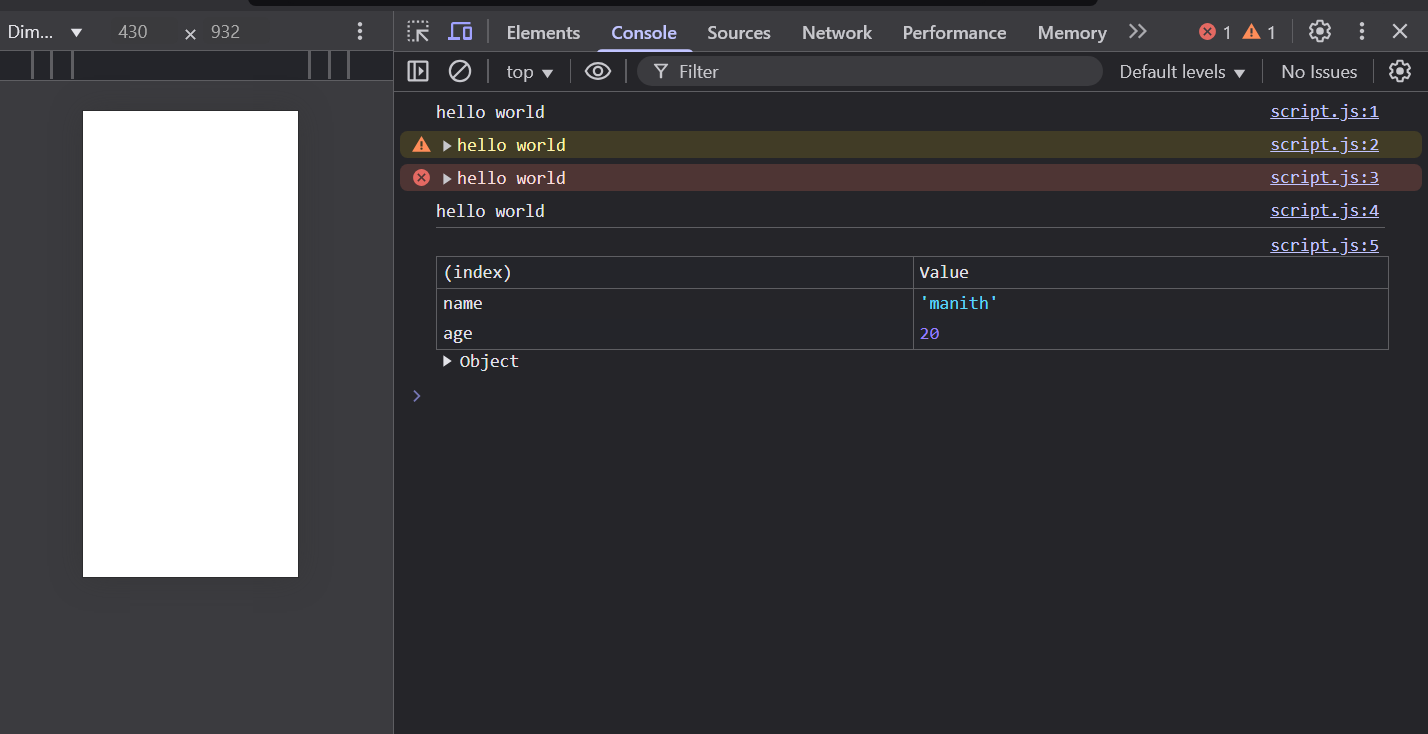 Dim... 430 × 932 Elements Console Sources Network Performance Memory 1 1
top Filter Default levels No Issues
hello world script.js:1
hello world script.js:2
hello world script.js:3
hello world script.js:4
script.js:5
(index) Value
name 'manith'
age 20
Object